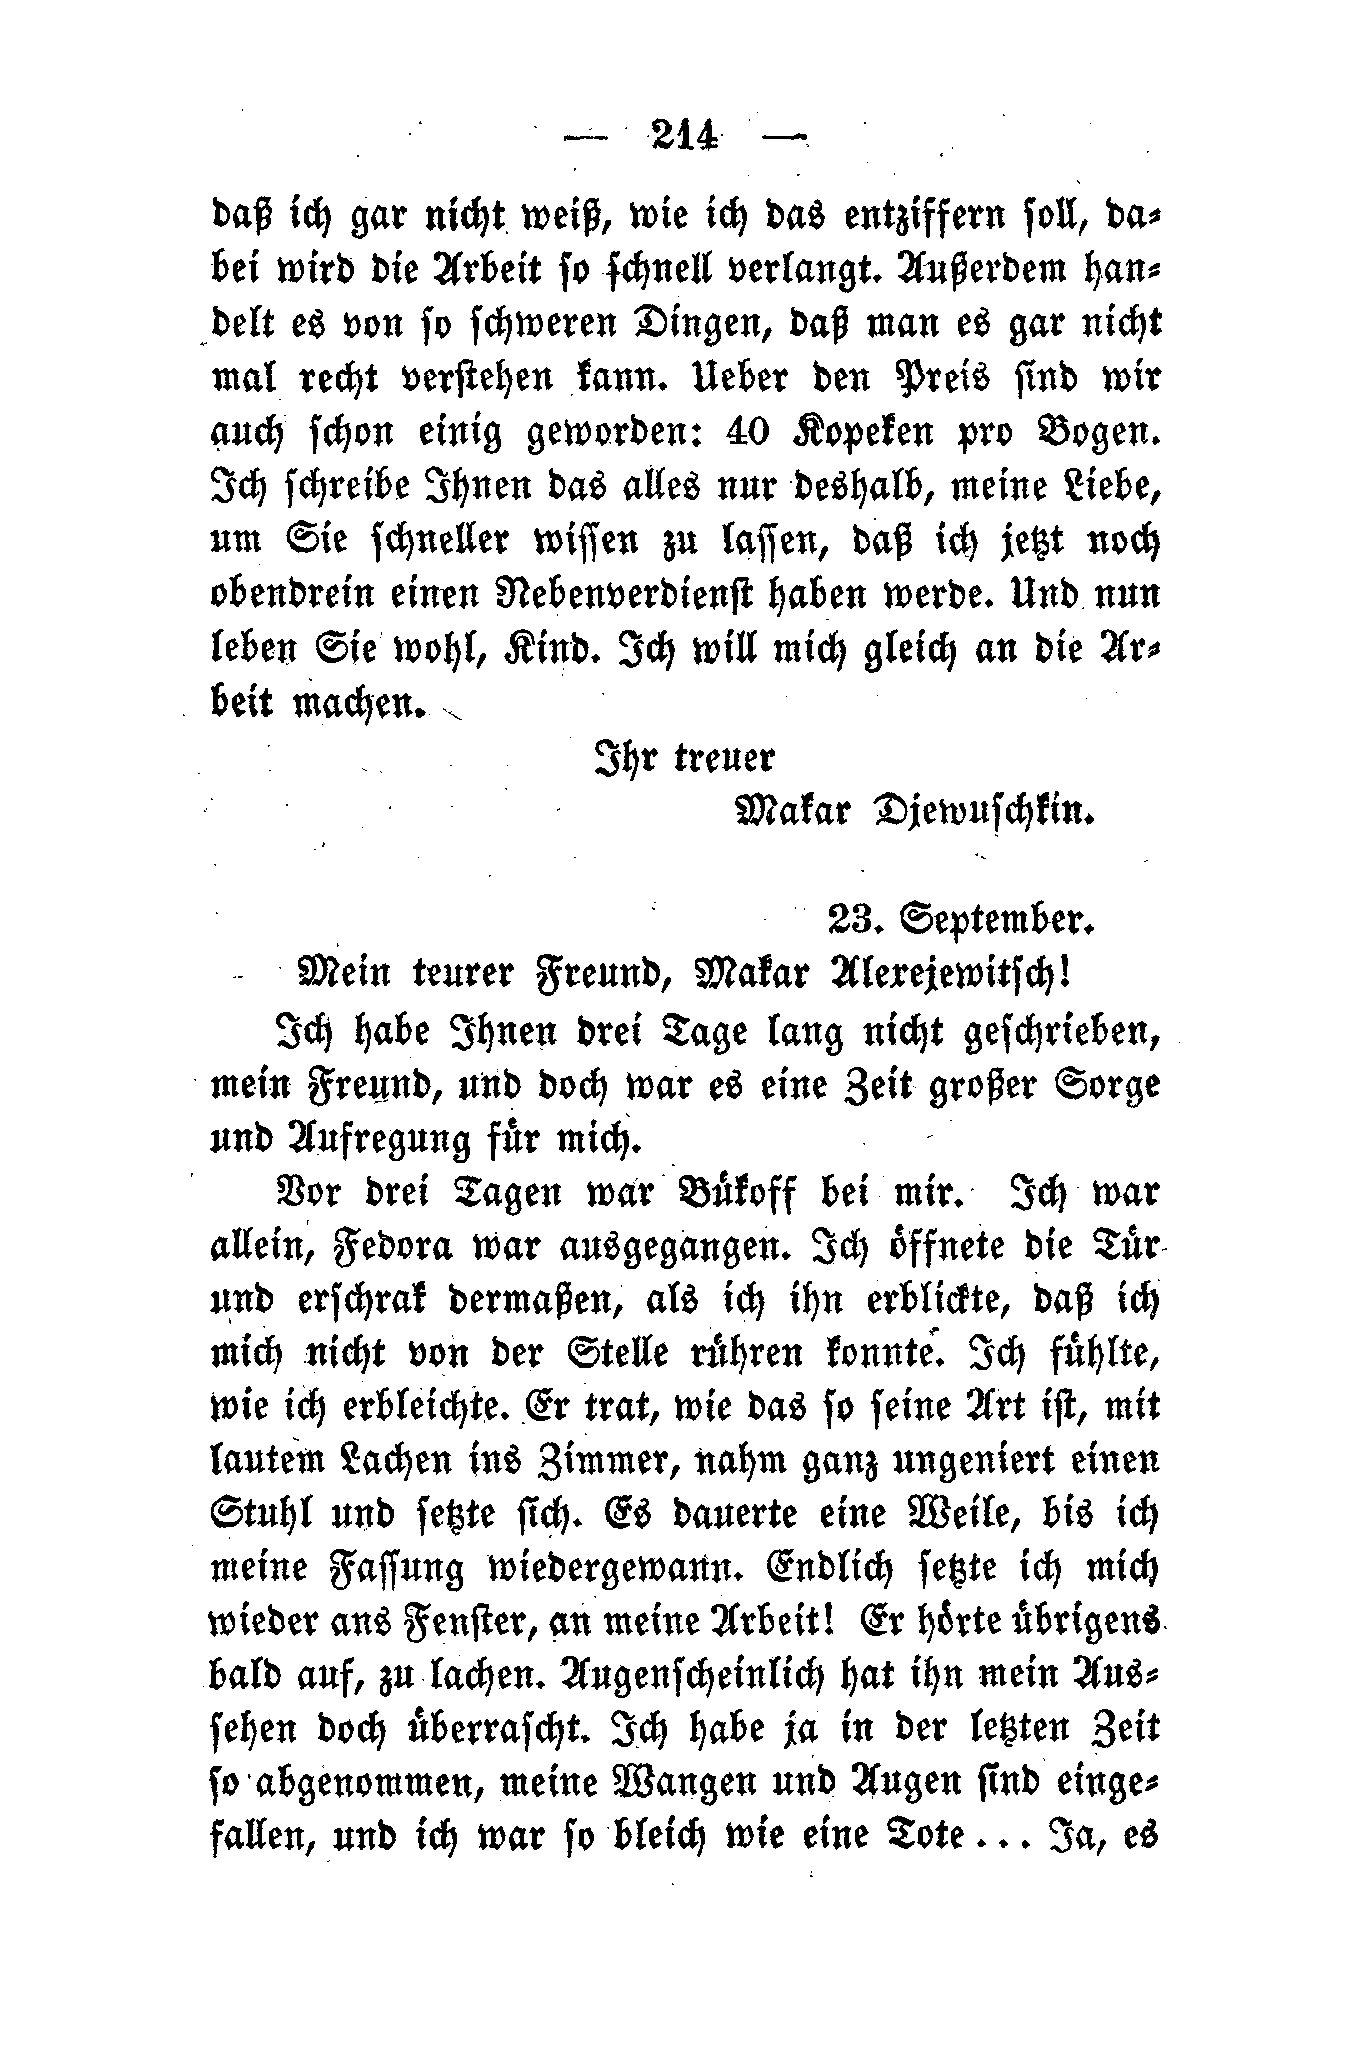 — 214 —
daß ich gar nicht weiß, wie ich das entziffern soll, da-
bei wird die Arbeit so schnell verlangt. Außerdem han-
delt es von so schweren Dingen, daß man es gar nicht
mal recht verstehen kann. Ueber den Preis sind wir
auch schon einig geworden: 40 Kopeken pro Bogen.
Ich schreibe Ihnen das alles nur deshalb, meine Liebe,
um Sie schneller wissen zu lassen, daß ich jetzt noch
obendrein einen Nebenverdienst haben werde. Und nun
leben Sie wohl, Kind. Ich will mich gleich an die Ar-
beit machen.
Ihr treuer
Makar Djewuschkin.
23. September.
Mein teurer Freund, Makar Alexejewitsch!
Ich habe Ihnen drei Tage lang nicht geschrieben,
mein Freund, und doch war es eine Zeit großer Sorge
und Aufregung für mich.
Vor drei Tagen war Bükoff bei mir. Ich war
allein, Fedora war ausgegangen. Ich öffnete die Tür
und erschrak dermaßen, als ich ihn erblickte, daß ich
mich nicht von der Stelle rühren konnte. Ich fühlte,
wie ich erbleichte. Er trat, wie das so seine Art ist, mit
lautem Lachen ins Zimmer, nahm ganz ungeniert einen
Stuhl und setzte sich. Es dauerte eine Weile, bis ich
meine Fassung wiedergewann. Endlich setzte ich mich
wieder ans Fenster, an meine Arbeit! Er hörte übrigens
bald auf, zu lachen. Augenscheinlich hat ihn mein Aus-
sehen doch überrascht. Ich habe ja in der letzten Zeit
so abgenommen, meine Wangen und Augen sind einge-
fallen, und ich war so bleich wie eine Tote... Ja, es